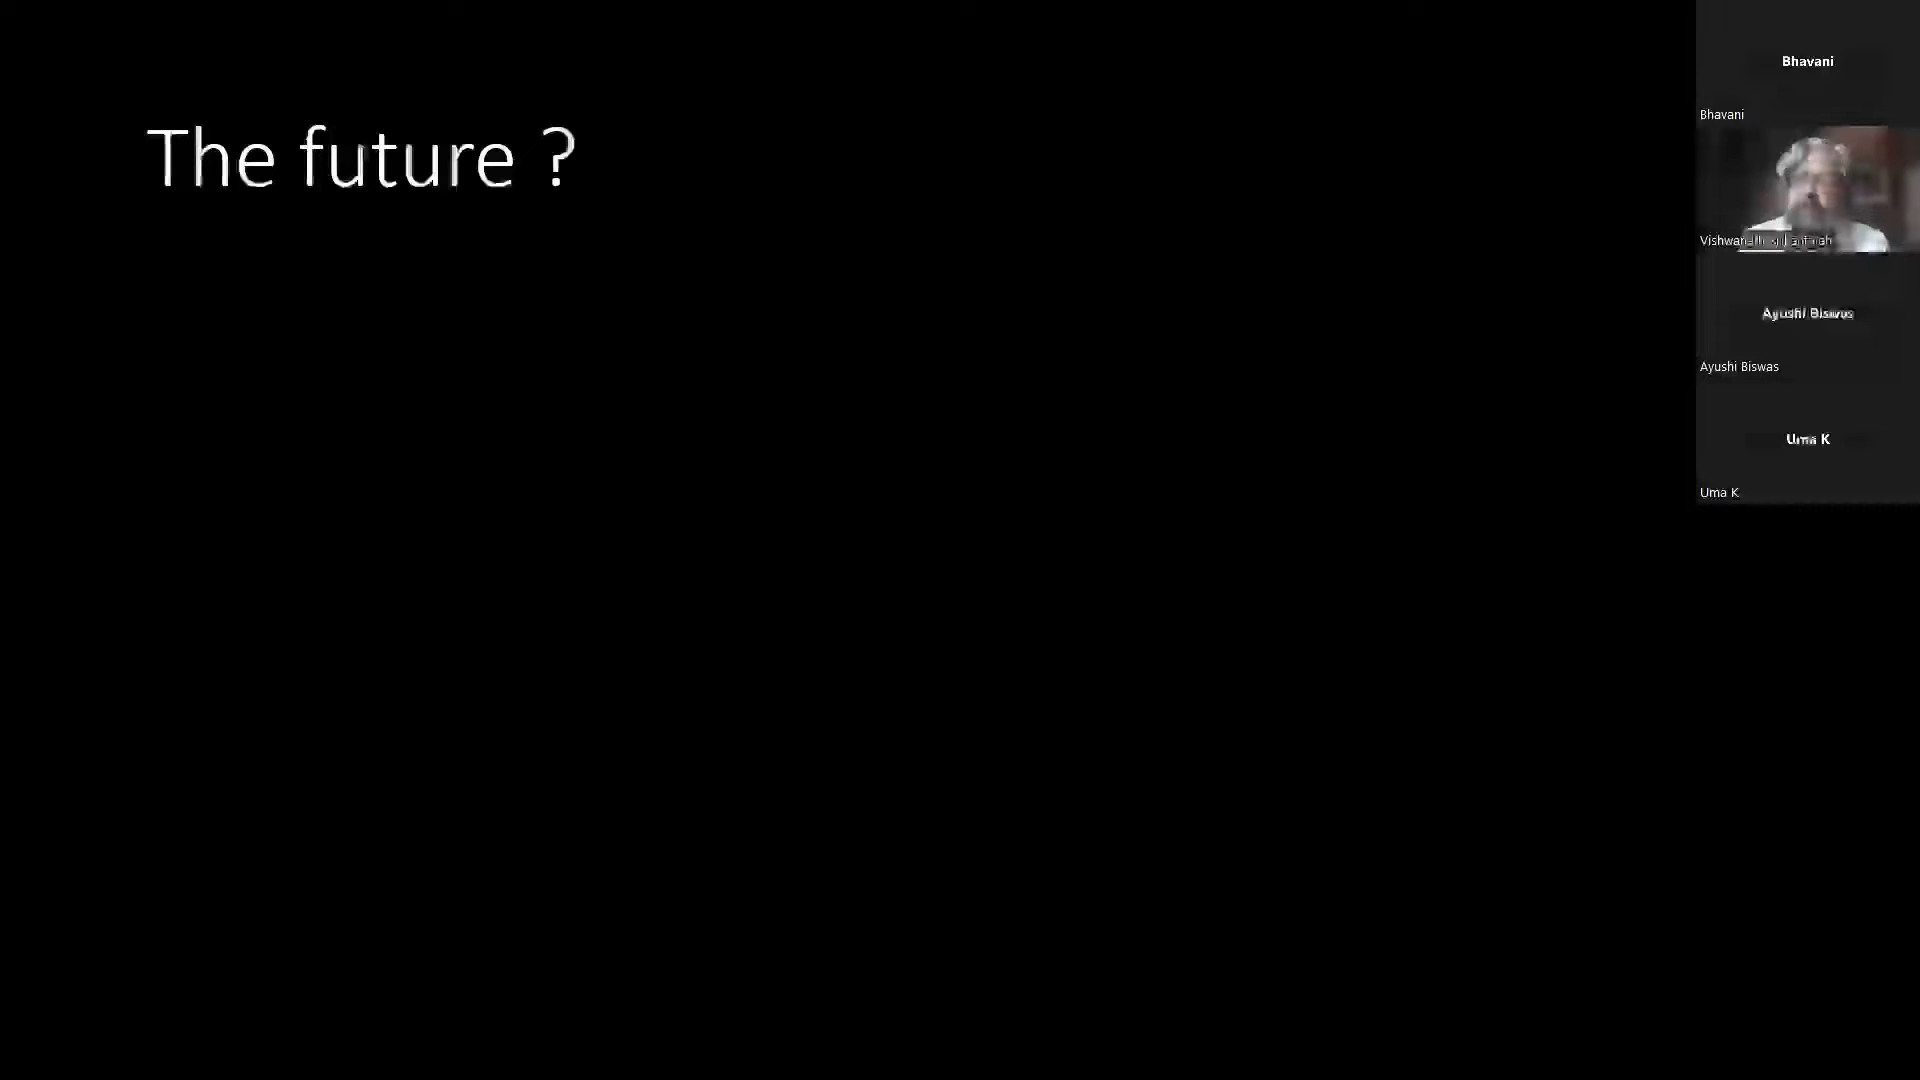 The future ?
Bhavani
Bhavani
Ayushi Biswas
Ayushi Biswas
Uma K
Uma K